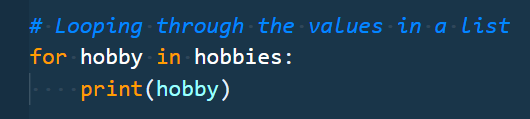 # Looping through the values in a list
for hobby in hobbies:
    print(hobby)